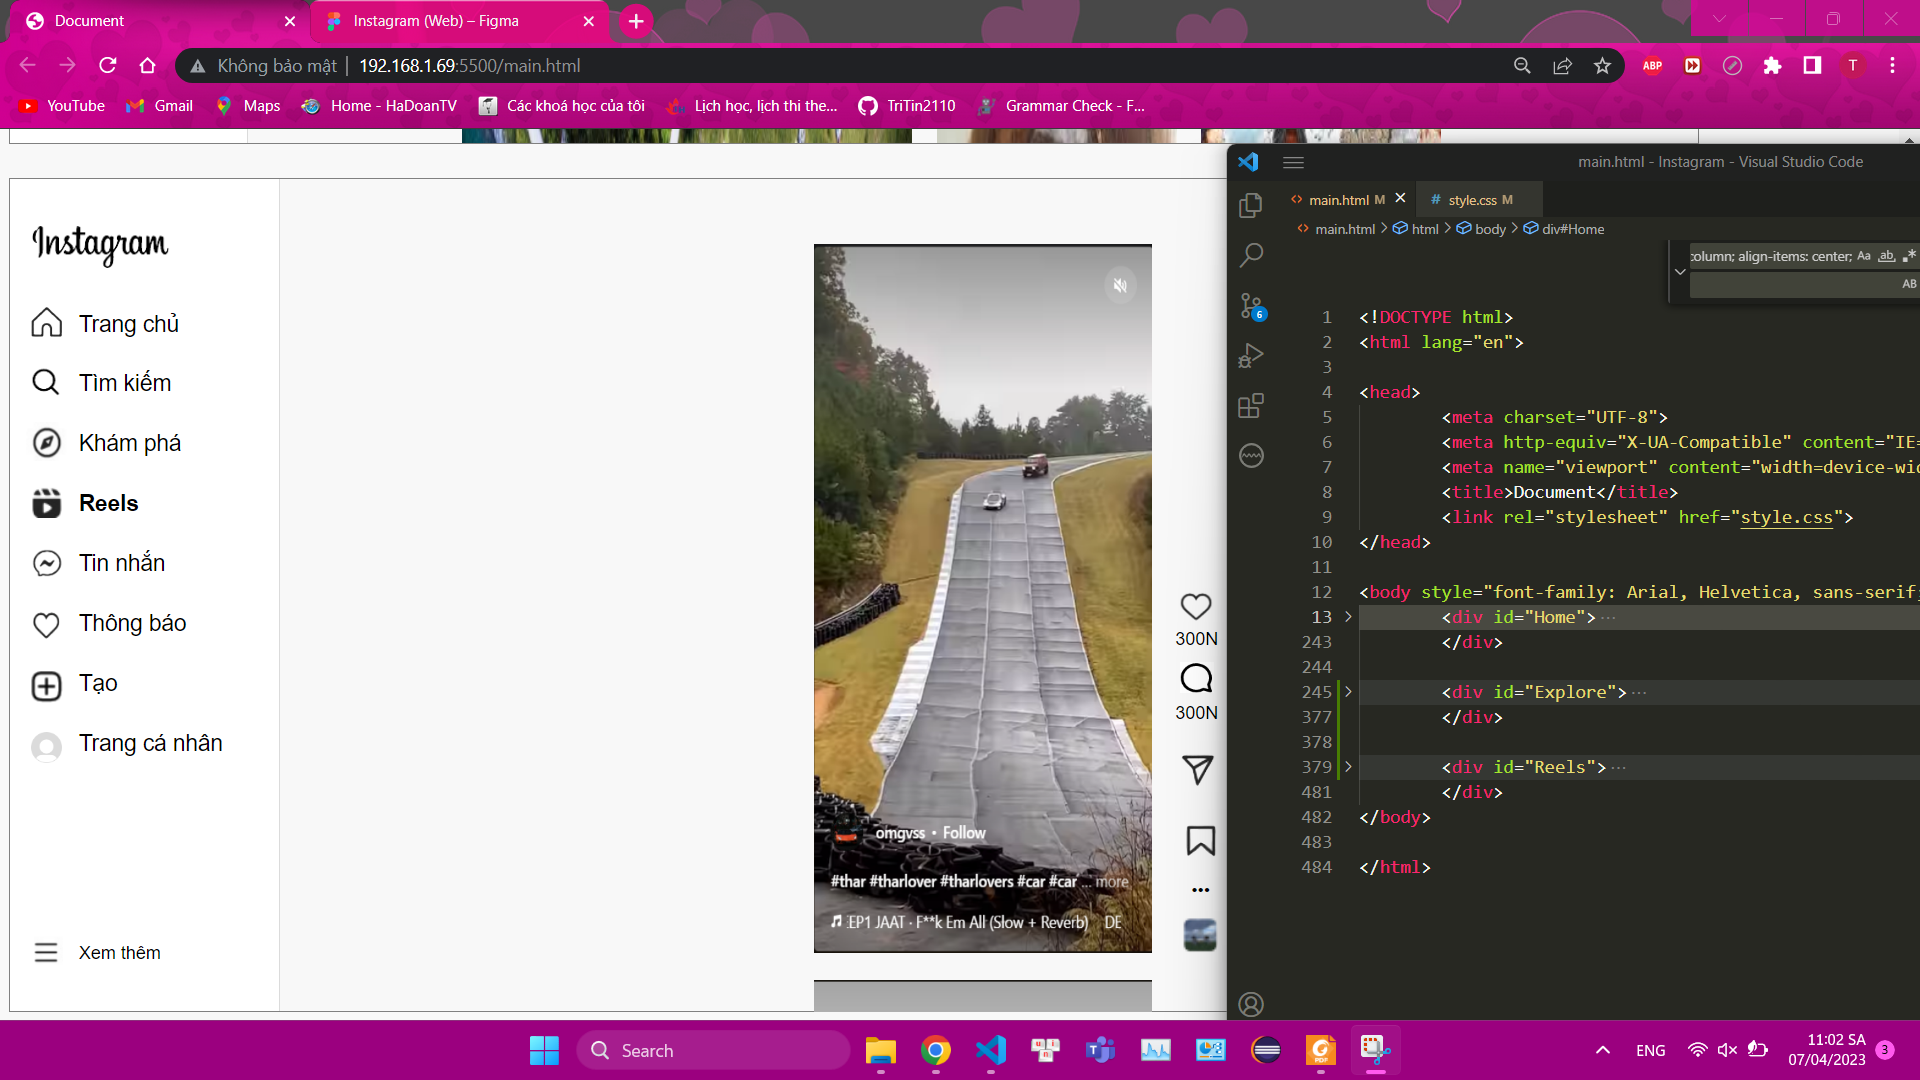 Document
Instagram (Web) – Figma
Không bảo mật
192.168.1.69:5500/main.html
ABP
T
YouTube
Gmail
Maps
Home - HaDoanTV
Các khoá học của tôi
Lịch học, lịch thi the...
TriTin2110
Grammar Check - F...
Instagram
Trang chủ
Tìm kiếm
Khám phá
Reels
Tin nhắn
Thông báo
Tạo
Trang cá nhân
Xem thêm
omgvss • Follow
#thar #tharlover #tharlovers #car #car ... more
EP1 JAAT · F**k Em All (Slow + Reverb) DE
300N
300N
main.html - Instagram - Visual Studio Code
main.html M
# style.css M
main.html > html > body > div#Home
column; align-items: center; Aa ab .*
AB
6
1 <!DOCTYPE html>
2 <html lang="en">
3
4 <head>
5 <meta charset="UTF-8">
6 <meta http-equiv="X-UA-Compatible" content="IE=
7 <meta name="viewport" content="width=device-wid
8 <title>Document</title>
9 <link rel="stylesheet" href="style.css">
10 </head>
11
12 <body style="font-family: Arial, Helvetica, sans-serif;
13 <div id="Home"> ...
243 </div>
244
245 <div id="Explore"> ...
377 </div>
378
379 <div id="Reels"> ...
481 </div>
482 </body>
483
484 </html>
Search
PDF
ENG
11:02 SA
07/04/2023
3